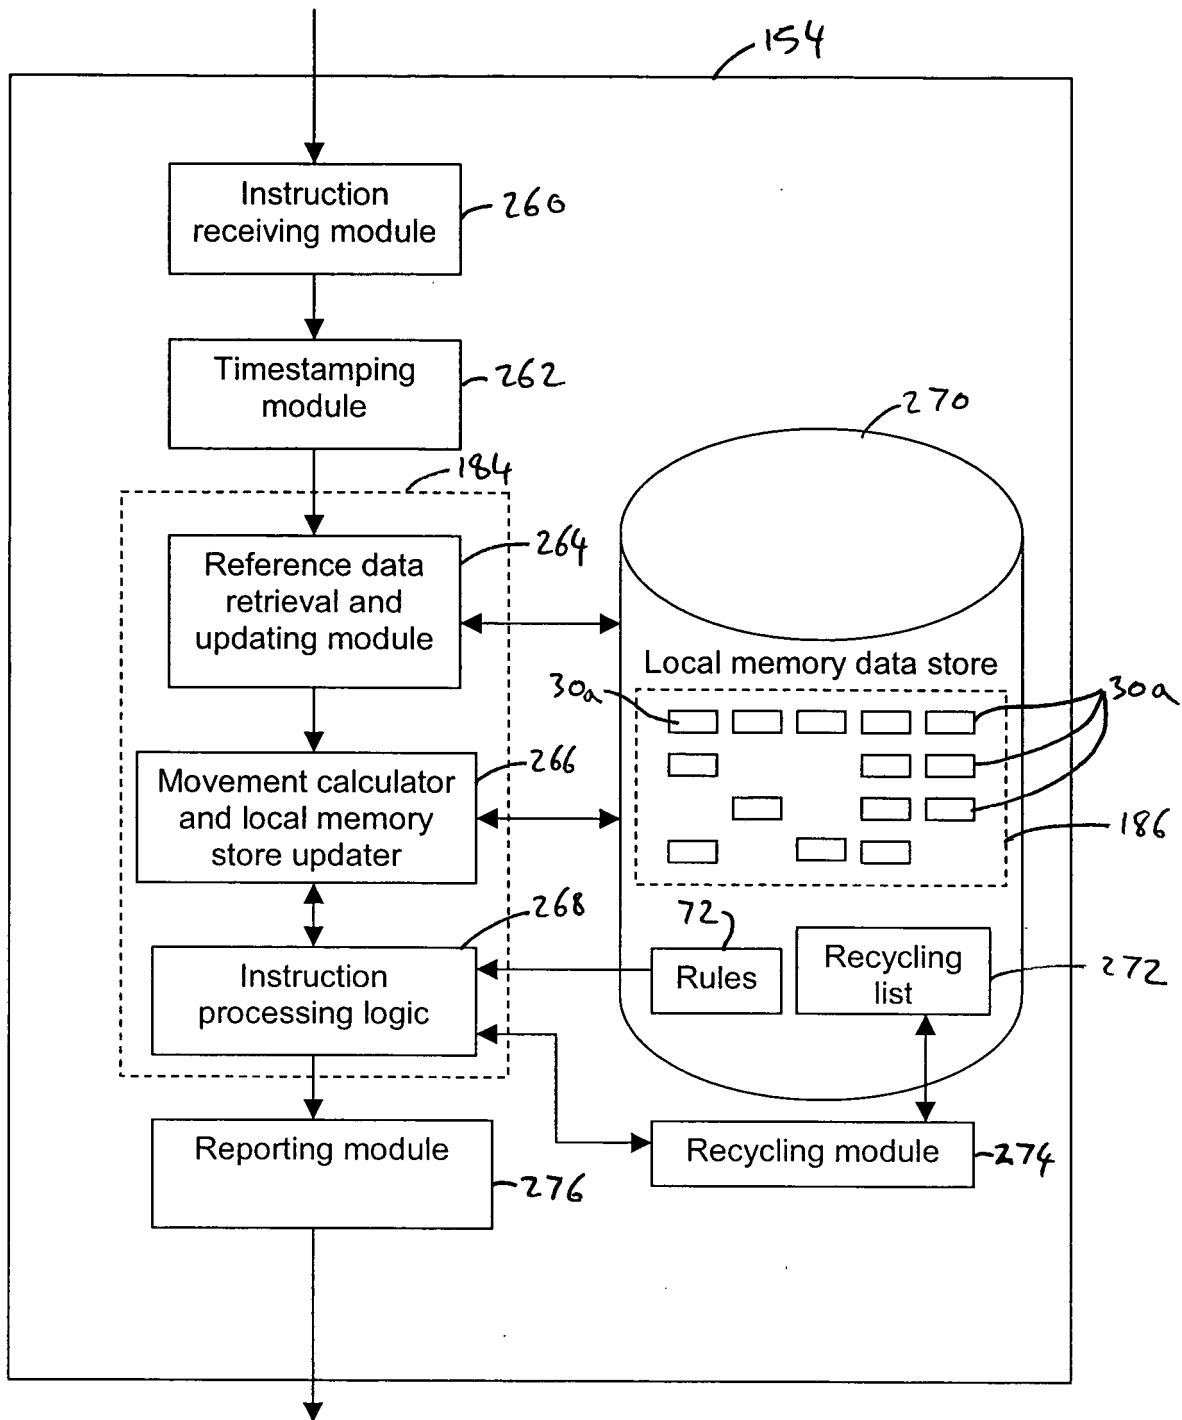 154
Instruction
receiving module
260
Timestamping
module
262
184
270
Reference data
retrieval and
updating module
264
Local memory data store
30a
30a
Movement calculator
and local memory
store updater
266
186
268
72
Instruction
processing logic
Rules
Recycling
list
272
Reporting module
276
Recycling module
274